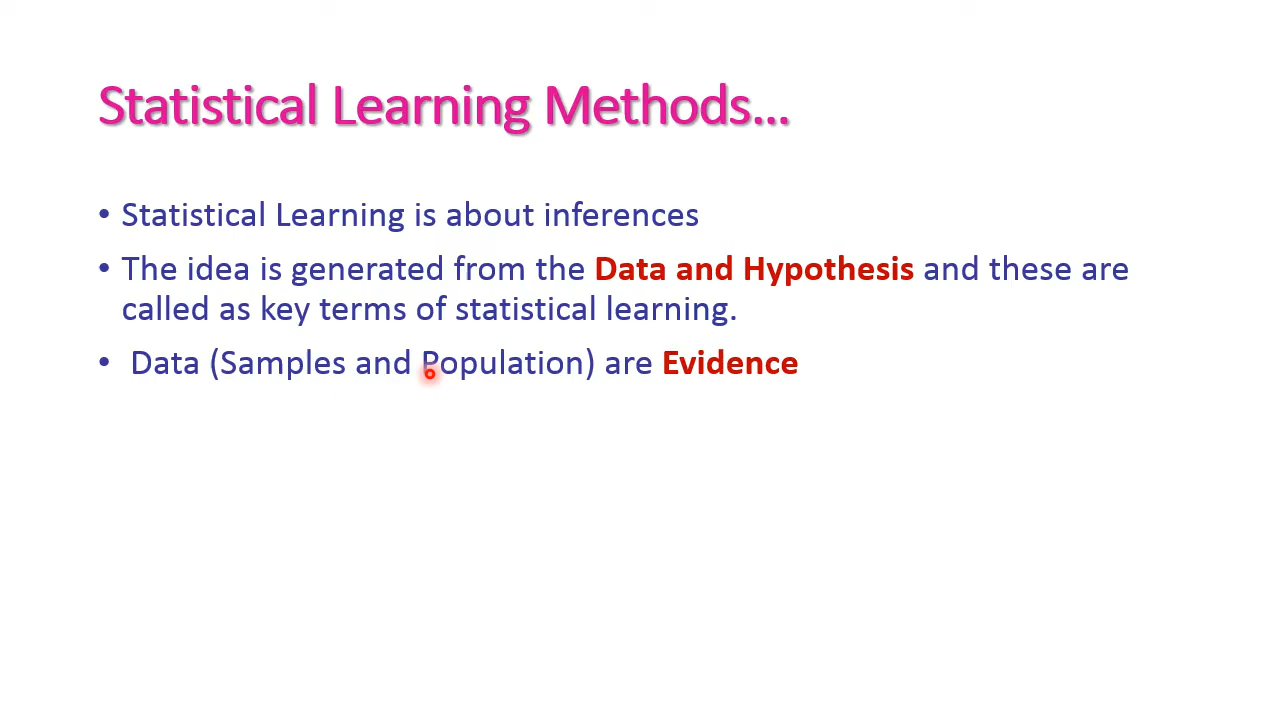 Statistical Learning Methods...
• Statistical Learning is about inferences
• The idea is generated from the Data and Hypothesis and these are
called as key terms of statistical learning.
• Data (Samples and Population) are Evidence